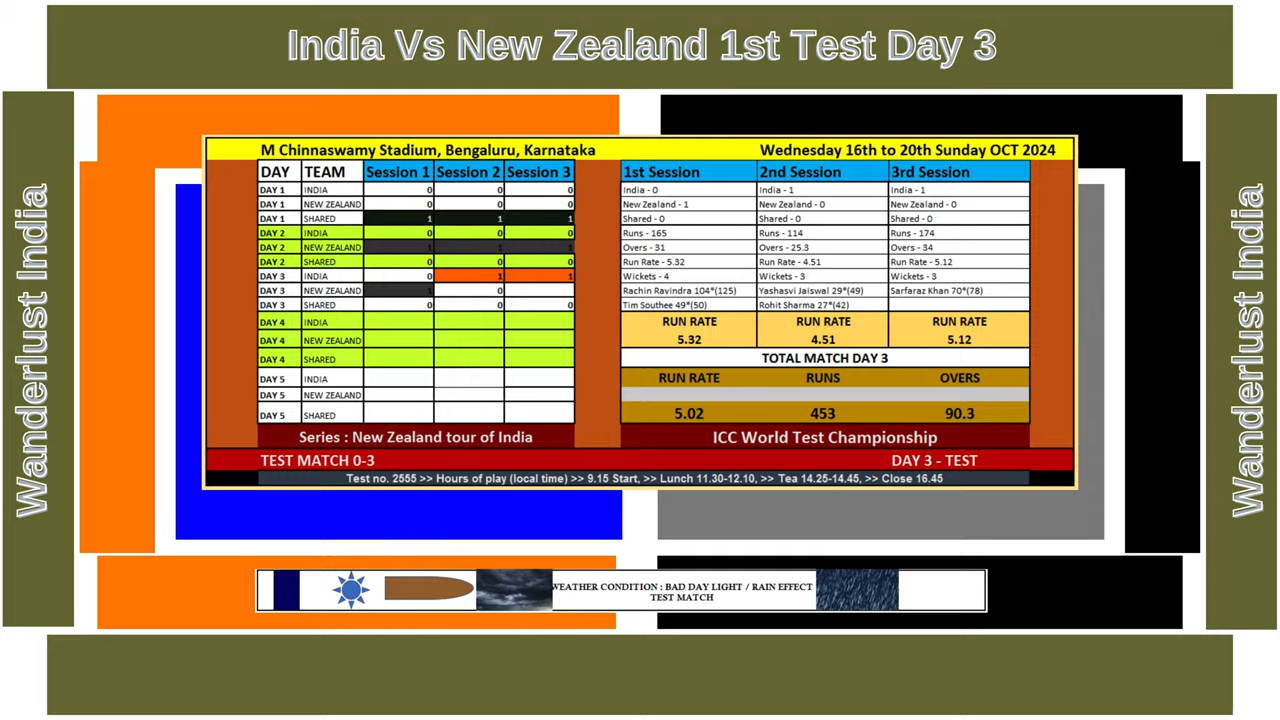 India Vs New Zealand 1st Test Day 3
Wanderlust India
M Chinnaswamy Stadium, Bengaluru, Karnataka
Wednesday 16th to 20th Sunday OCT 2024
DAY TEAM Session 1 Session 2 Session 3
DAY 1 INDIA 0 0 0
DAY 1 NEW ZEALAND 0 0 0
DAY 1 SHARED 1 1 1
DAY 2 INDIA 0 0 0
DAY 2 NEW ZEALAND 1 1 1
DAY 2 SHARED 0 0 0
DAY 3 INDIA 0 1 1
DAY 3 NEW ZEALAND 1 0 0
DAY 3 SHARED 0 0 0
DAY 4 INDIA
DAY 4 NEW ZEALAND
DAY 4 SHARED
DAY 5 INDIA
DAY 5 NEW ZEALAND
DAY 5 SHARED
1st Session 2nd Session 3rd Session
India - 0 India - 1 India - 1
New Zealand - 1 New Zealand - 0 New Zealand - 0
Shared - 0 Shared - 0 Shared - 0
Runs - 165 Runs - 114 Runs - 174
Overs - 31 Overs - 25.3 Overs - 34
Run Rate - 5.32 Run Rate - 4.51 Run Rate - 5.12
Wickets - 4 Wickets - 3 Wickets - 3
Rachin Ravindra 104*(125) Yashasvi Jaiswal 29*(49) Sarfaraz Khan 70*(78)
Tim Southee 49*(50) Rohit Sharma 27*(42)
RUN RATE RUN RATE RUN RATE
5.32 4.51 5.12
TOTAL MATCH DAY 3
RUN RATE RUNS OVERS
5.02 453 90.3
Series : New Zealand tour of India
ICC World Test Championship
TEST MATCH 0-3
DAY 3 - TEST
Test no. 2555 >> Hours of play (local time) >> 9.15 Start, >> Lunch 11.30-12.10, >> Tea 14.25-14.45, >> Close 16.45
WEATHER CONDITION : BAD DAY LIGHT / RAIN EFFECT
TEST MATCH
Wanderlust India